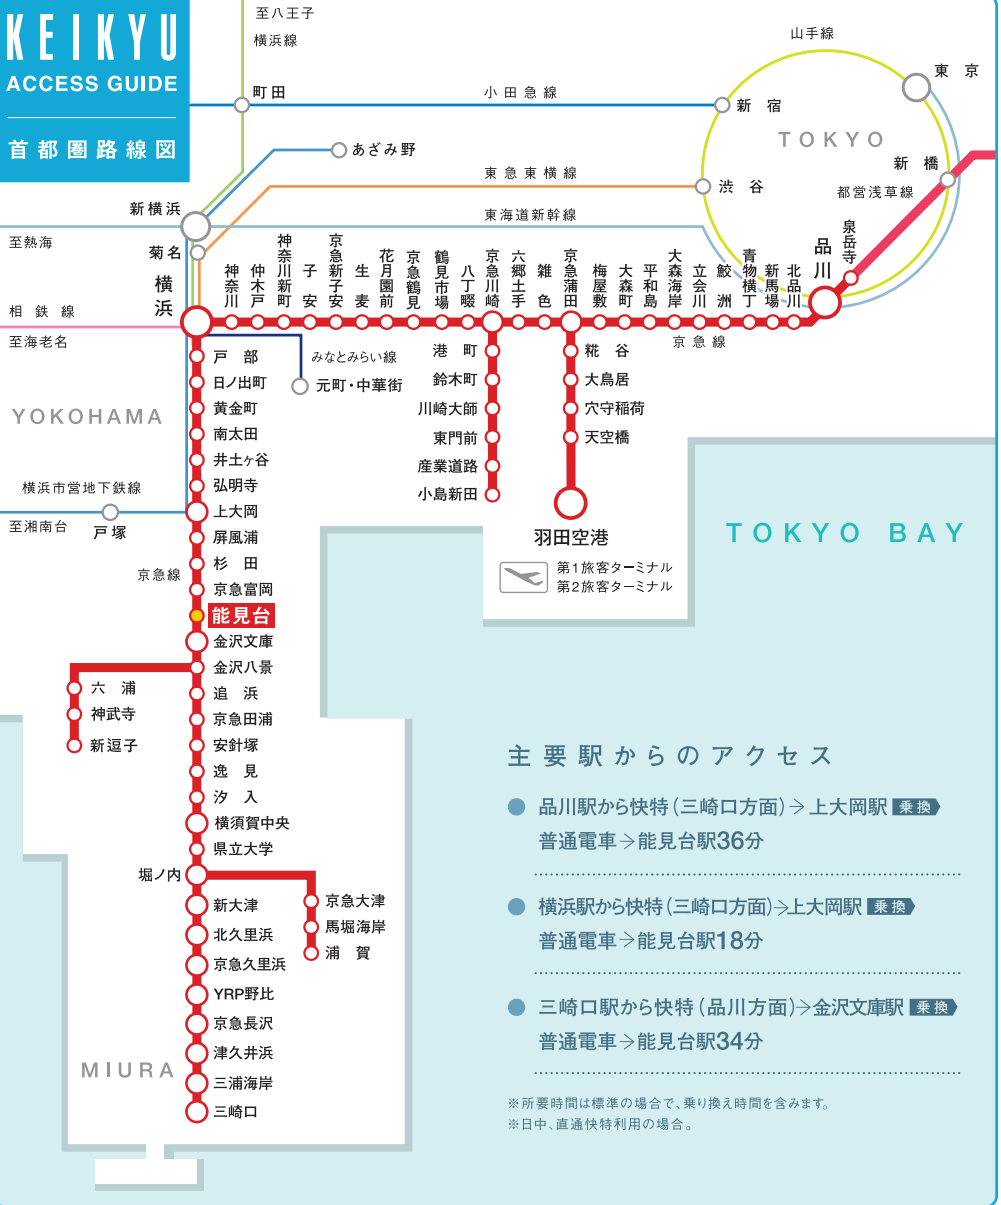 KEIKYU
ACCESS GUIDE
首都圏路線図
至八王子
横浜線
山手線
東京
町田
小田急線
新宿
TOKYO
あざみ野
新橋
東急東横線
渋谷
都営浅草線
新横浜
東海道新幹線
泉岳寺
至熱海
菊名
品川
横浜
神奈川
仲木戸
神奈川新町
子安
京急新子安
生麦
花月園前
京急鶴見
鶴見市場
八丁畷
京急川崎
六郷土手
雑色
京急蒲田
梅屋敷
大森町
平和島
大森海岸
立会川
鮫洲
青物横丁
新馬場
北品川
相鉄線
至海老名
京急線
みなとみらい線
元町・中華街
YOKOHAMA
戸部
日ノ出町
黄金町
南太田
井土ヶ谷
弘明寺
上大岡
屏風浦
杉田
京急富岡
能見台
金沢文庫
金沢八景
追浜
京急田浦
安針塚
逸見
汐入
横須賀中央
県立大学
堀ノ内
新大津
北久里浜
京急久里浜
YRP野比
京急長沢
津久井浜
三浦海岸
三崎口
港町
鈴木町
川崎大師
東門前
産業道路
小島新田
糀谷
大鳥居
穴守稲荷
天空橋
羽田空港
第1旅客ターミナル
第2旅客ターミナル
横浜市営地下鉄線
至湘南台
戸塚
京急線
六浦
神武寺
新逗子
京急大津
馬堀海岸
浦賀
MIURA
TOKYO BAY
主要駅からのアクセス
品川駅から快特(三崎口方面)→上大岡駅 乗換
普通電車→能見台駅36分
横浜駅から快特(三崎口方面)→上大岡駅 乗換
普通電車→能見台駅18分
三崎口駅から快特(品川方面)→金沢文庫駅 乗換
普通電車→能見台駅34分
※所要時間は標準の場合で、乗り換え時間を含みます。
※日中、直通快特利用の場合。